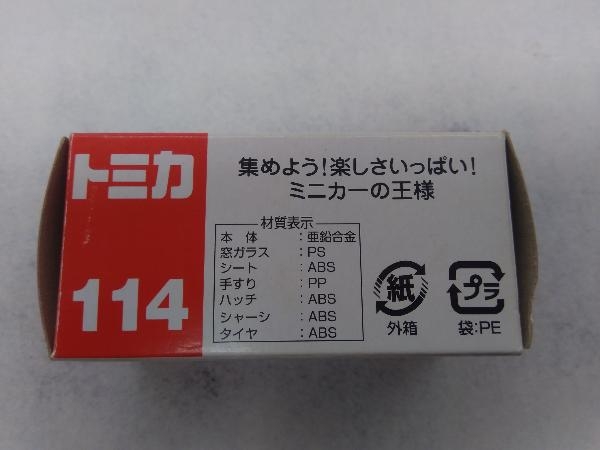 トミカ
114
集めよう!楽しさいっぱい!
ミニカーの王様
材質表示
本 体 :亜鉛合金
窓ガラス :PS
シート :ABS
手すり :PP
ハッチ :ABS
シャーシ :ABS
タイヤ :ABS
紙
外箱
プラ
袋:PE